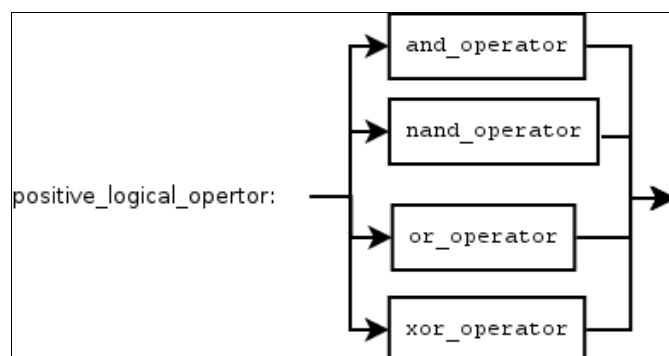 and_operator
nand_operator
positive_logical_opertor:
or_operator
xor_operator